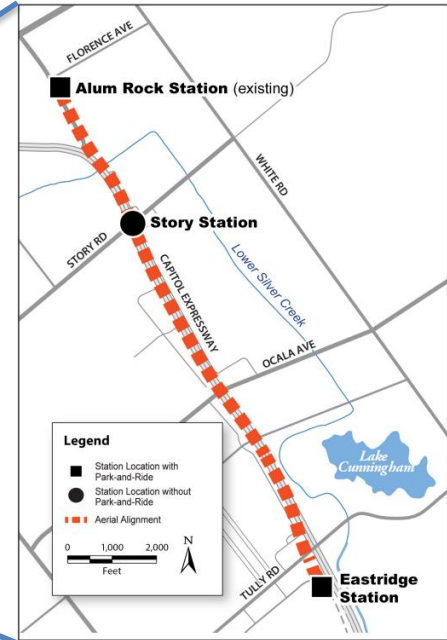 FLORENCE AVE
Alum Rock Station (existing)
WHITE RD
Story Station
STORY RD
Lower Silver Creek
CAPITOL EXPRESSWAY
OCALA AVE
Lake
Cunningham
Legend
Station Location with
Park-and-Ride
Station Location without
Park-and-Ride
Aerial Alignment
0 1,000 2,000
Feet
N
TULLY RD
Eastridge
Station